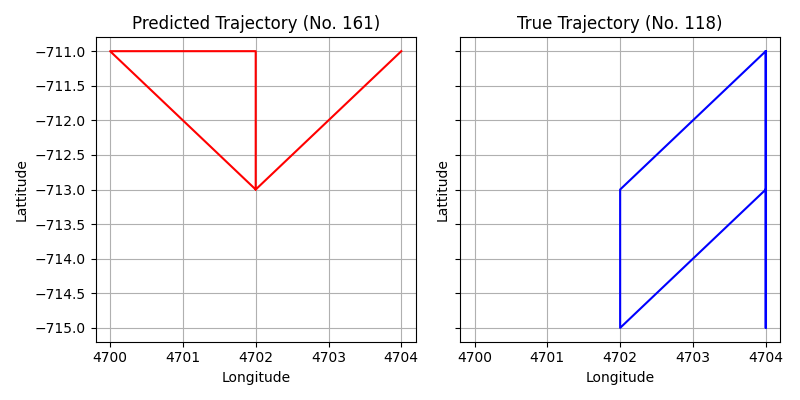 Predicted Trajectory (No. 161)
Lattitude
−711.0
−711.5
−712.0
−712.5
−713.0
−713.5
−714.0
−714.5
−715.0
4700 4701 4702 4703 4704
Longitude
True Trajectory (No. 118)
Lattitude
4700 4701 4702 4703 4704
Longitude